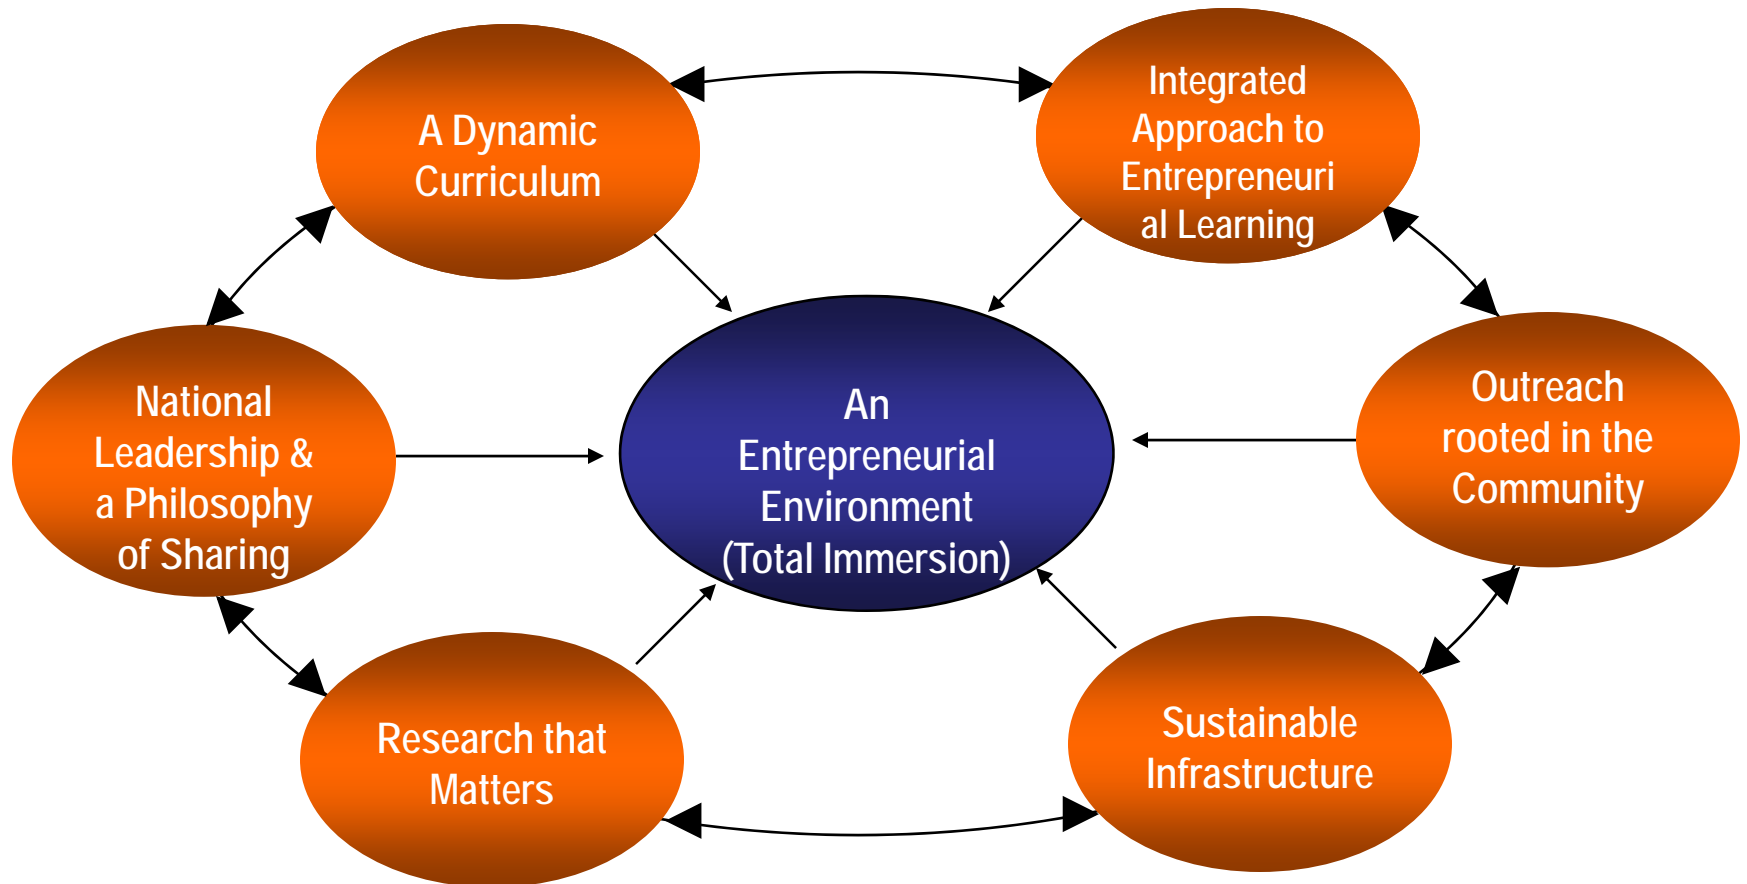 A Dynamic
Curriculum
Integrated
Approach to
Entrepreneuri
al Learning
National
Leadership &
a Philosophy
of Sharing
An
Entrepreneurial
Environment
(Total Immersion)
Outreach
rooted in the
Community
Research that
Matters
Sustainable
Infrastructure